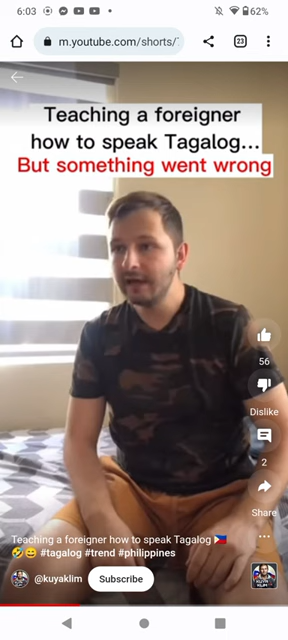 6:03
62%
m.youtube.com/shorts/
23
Teaching a foreigner
how to speak Tagalog...
But something went wrong
56
Dislike
2
Share
Teaching a foreigner how to speak Tagalog 🇵🇭
🤣😄 #tagalog #trend #philippines
@kuyaklim
Subscribe